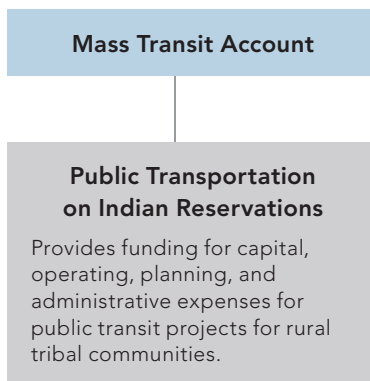 Mass Transit Account
Public Transportation
on Indian Reservations
Provides funding for capital,
operating, planning, and
administrative expenses for
public transit projects for rural
tribal communities.